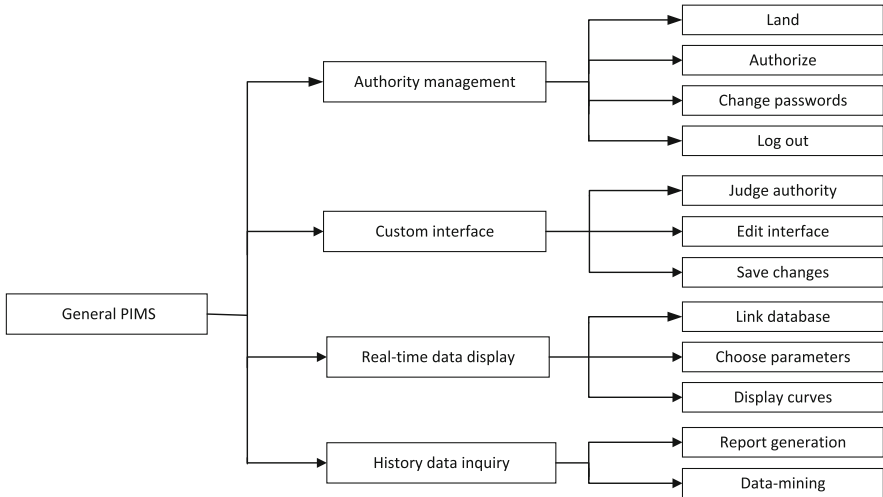 General PIMS
Authority management
Land
Authorize
Change passwords
Log out
Custom interface
Judge authority
Edit interface
Save changes
Real-time data display
Link database
Choose parameters
Display curves
History data inquiry
Report generation
Data-mining